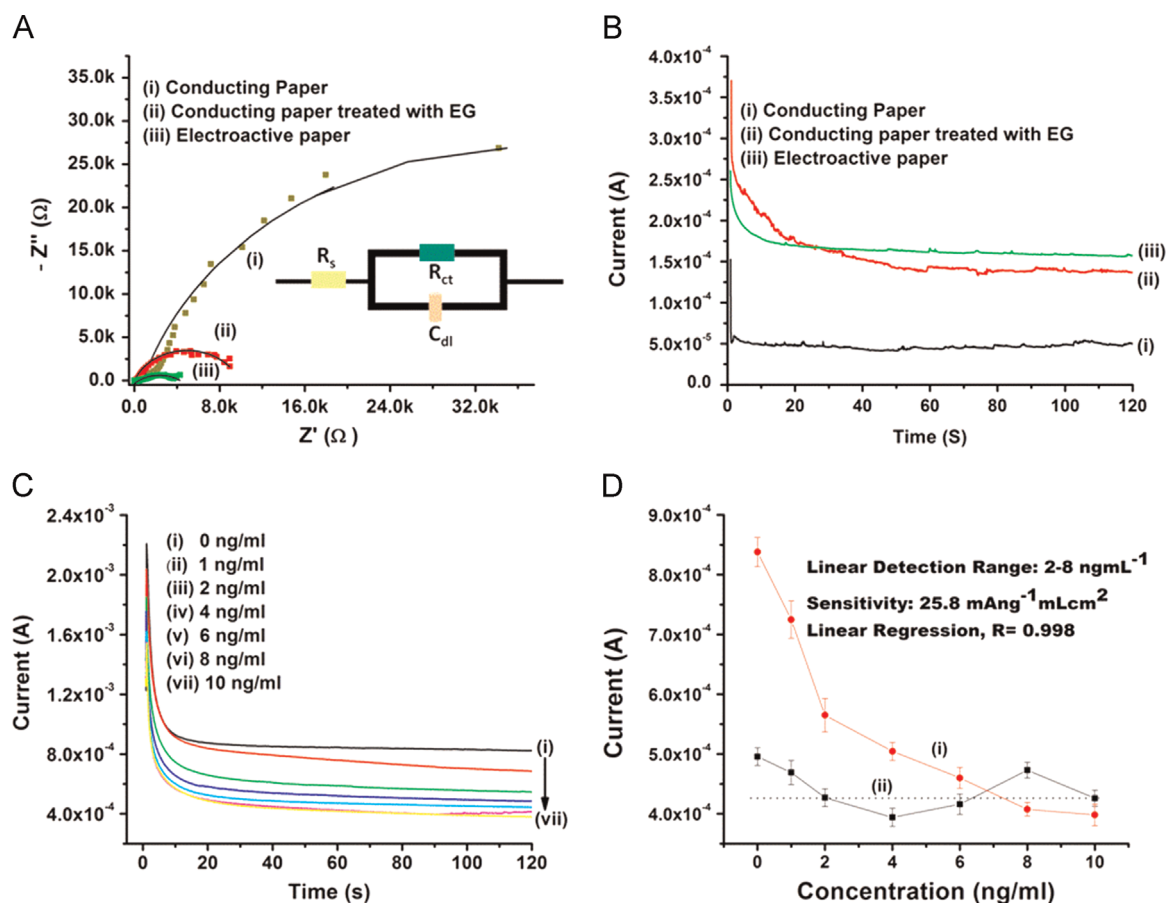 A
35.0k
30.0k
25.0k
20.0k
15.0k
10.0k
5.0k
0.0
- Z'' (Ω)
(i) Conducting Paper
(ii) Conducting paper treated with EG
(iii) Electroactive paper
(i)
(ii)
(iii)
Rs
Rct
Cdl
0.0 8.0k 16.0k 24.0k 32.0k
Z' (Ω )
B
4.0x10⁻⁴
3.5x10⁻⁴
3.0x10⁻⁴
2.5x10⁻⁴
2.0x10⁻⁴
1.5x10⁻⁴
1.0x10⁻⁴
5.0x10⁻⁵
0.0
Current (A)
(i) Conducting Paper
(ii) Conducting paper treated with EG
(iii) Electroactive paper
(iii)
(ii)
(i)
0 20 40 60 80 100 120
Time (S)
C
2.4x10⁻³
2.0x10⁻³
1.6x10⁻³
1.2x10⁻³
8.0x10⁻⁴
4.0x10⁻⁴
Current (A)
(i) 0 ng/ml
(ii) 1 ng/ml
(iii) 2 ng/ml
(iv) 4 ng/ml
(v) 6 ng/ml
(vi) 8 ng/ml
(vii) 10 ng/ml
(i)
(vii)
0 20 40 60 80 100 120
Time (s)
D
9.0x10⁻⁴
8.0x10⁻⁴
7.0x10⁻⁴
6.0x10⁻⁴
5.0x10⁻⁴
4.0x10⁻⁴
Current (A)
Linear Detection Range: 2-8 ngmL⁻¹
Sensitivity: 25.8 mAng⁻¹mLcm²
Linear Regression, R= 0.998
(i)
(ii)
0 2 4 6 8 10
Concentration (ng/ml)